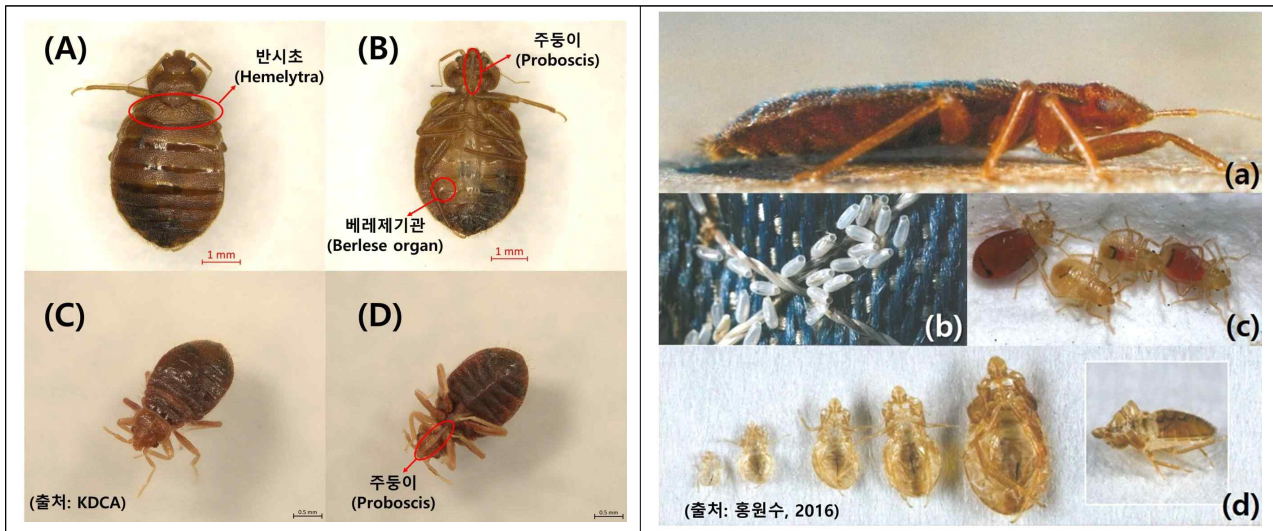 (A)
반시초
(Hemelytra)
1 mm
(B)
주둥이
(Proboscis)
베레제기관
(Berlese organ)
1 mm
(C)
(출처: KDCA)
0.5 mm
(D)
주둥이
(Proboscis)
0.5 mm
(a)
(b)
(c)
(출처: 홍원수, 2016)
(d)